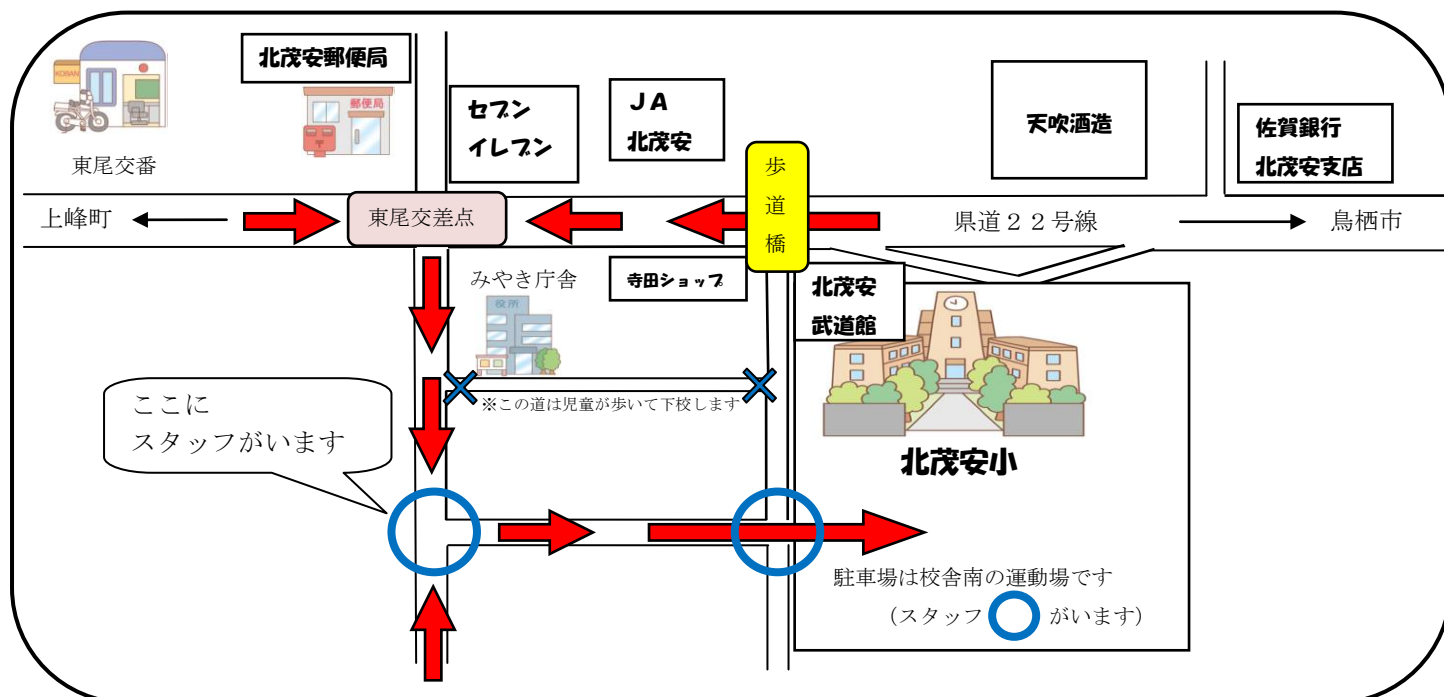 北茂安郵便局
KOBAN
郵便局
東尾交番
セブン
イレブン
ＪＡ
北茂安
天吹酒造
佐賀銀行
北茂安支店
歩
道
橋
上峰町
東尾交差点
県道２２号線
鳥栖市
みやき庁舎
役所
寺田ショップ
北茂安
武道館
※この道は児童が歩いて下校します
ここに
スタッフがいます
北茂安小
駐車場は校舎南の運動場です
（スタッフ　　がいます）